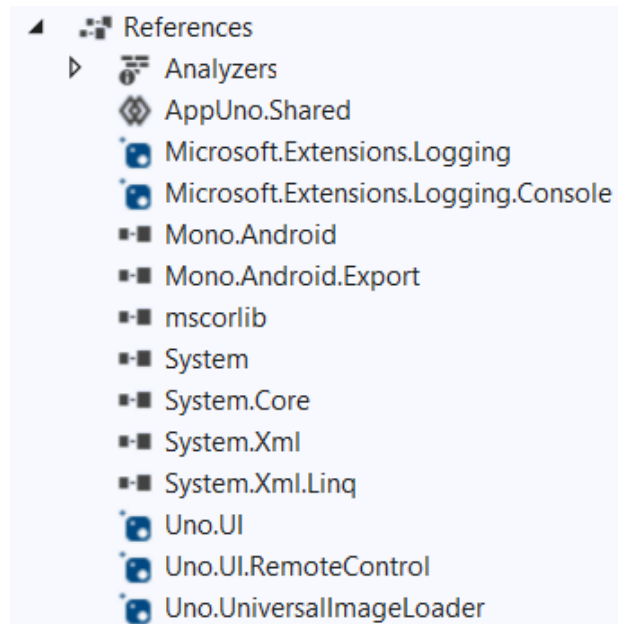 References
Analyzers
AppUno.Shared
Microsoft.Extensions.Logging
Microsoft.Extensions.Logging.Console
Mono.Android
Mono.Android.Export
mscorlib
System
System.Core
System.Xml
System.Xml.Linq
Uno.UI
Uno.UI.RemoteControl
Uno.UniversalImageLoader